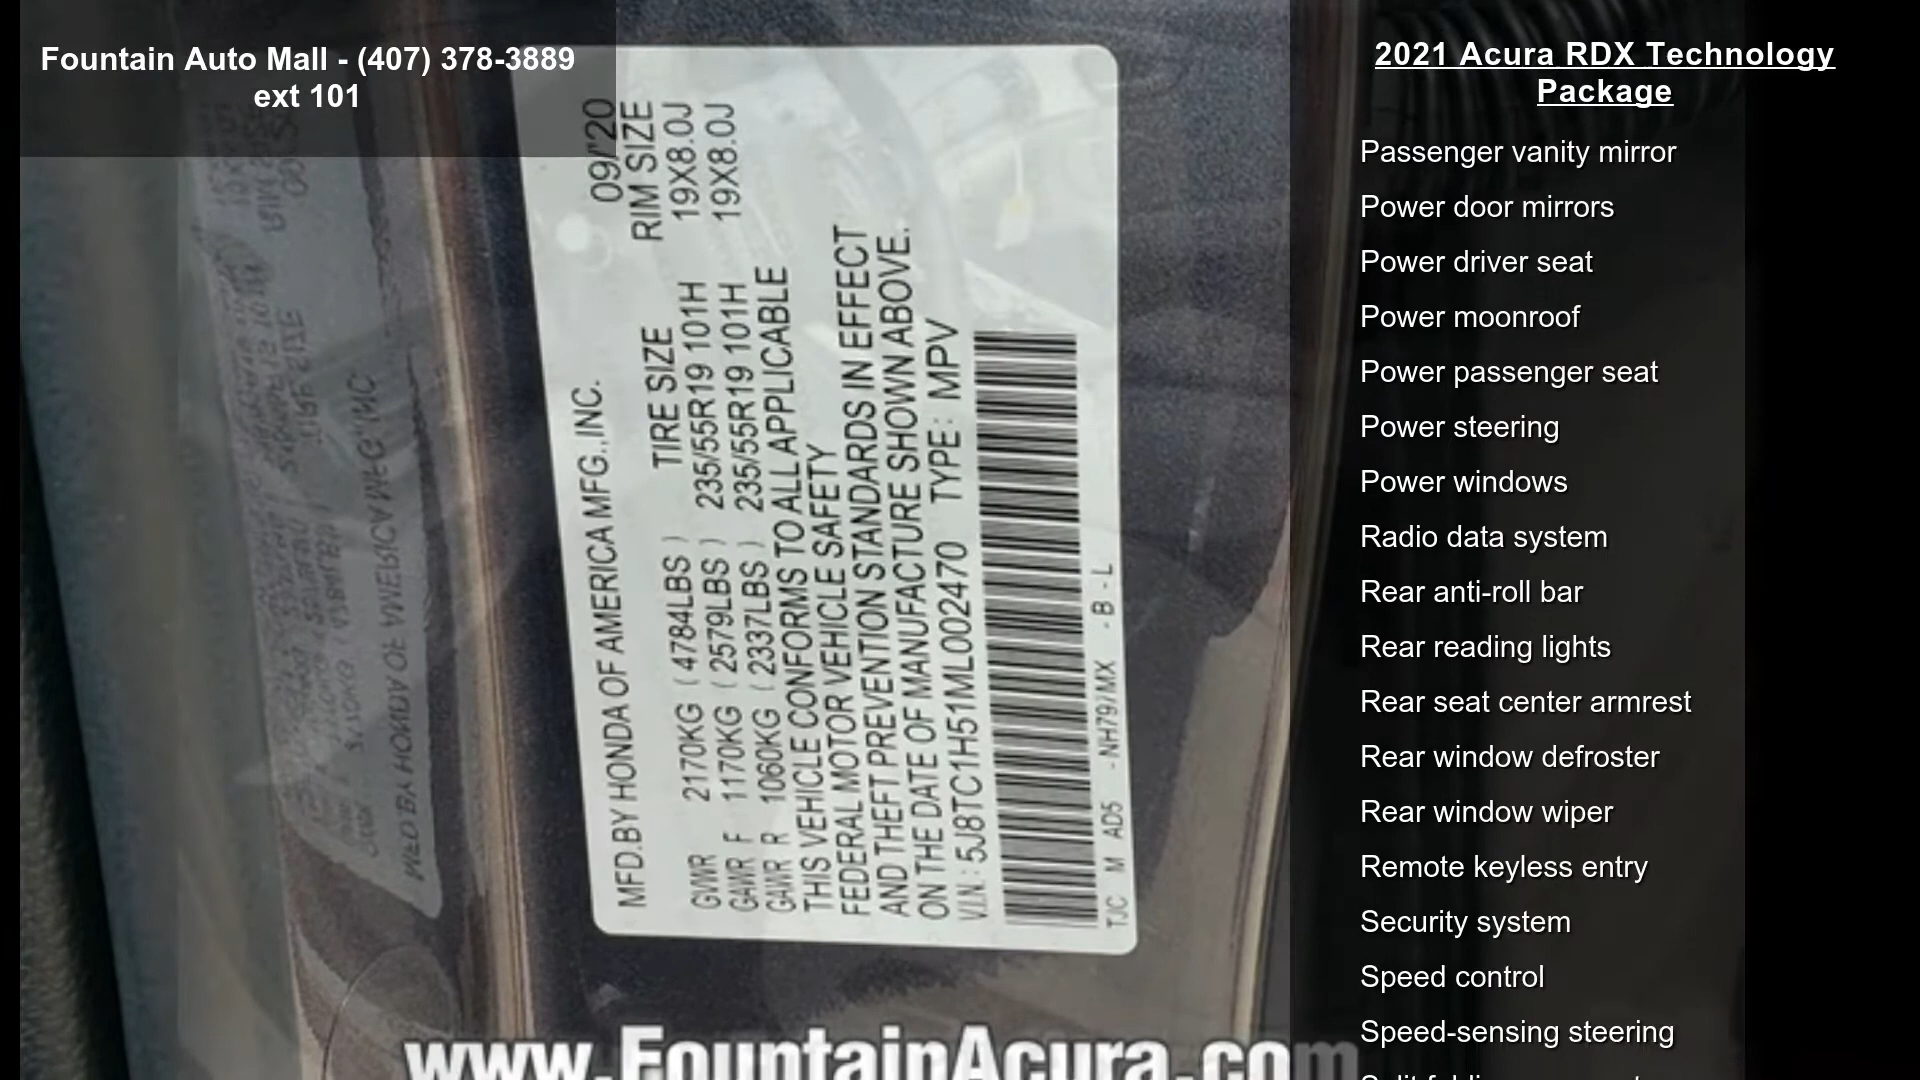 Fountain Auto Mall - (407) 378-3889
ext 101
MFD.BY HONDA OF AMERICA MFG.,INC. 09/'20
TIRE SIZE RIM SIZE
GVWR 2170KG ( 4784LBS ) 235/55R19 101H 19X8.0J
GAWR F 1170KG ( 2579LBS ) 235/55R19 101H 19X8.0J
GAWR R 1060KG ( 2337LBS )
THIS VEHICLE CONFORMS TO ALL APPLICABLE
FEDERAL MOTOR VEHICLE SAFETY
AND THEFT PREVENTION STANDARDS IN EFFECT
ON THE DATE OF MANUFACTURE SHOWN ABOVE.
V.I.N.: 5J8TC1H51ML002470 TYPE: MPV
TJC M AD5 - NH797MX - B - L
www.FountainAcura.com
2021 Acura RDX Technology
Package
Passenger vanity mirror
Power door mirrors
Power driver seat
Power moonroof
Power passenger seat
Power steering
Power windows
Radio data system
Rear anti-roll bar
Rear reading lights
Rear seat center armrest
Rear window defroster
Rear window wiper
Remote keyless entry
Security system
Speed control
Speed-sensing steering